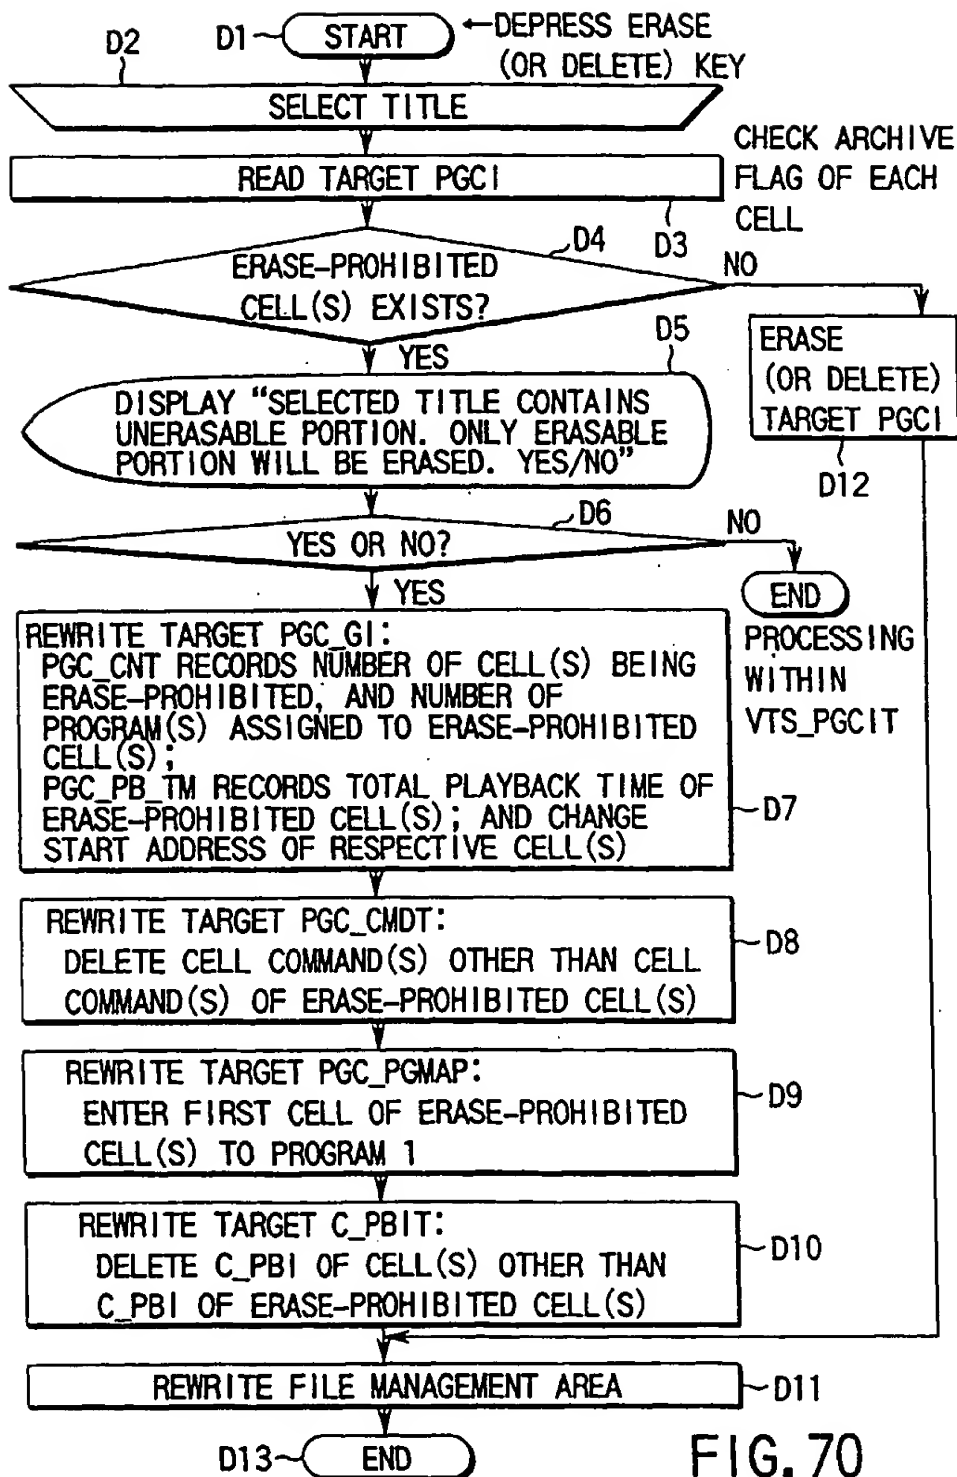 D1
START
←DEPRESS ERASE
(OR DELETE) KEY
D2
SELECT TITLE
READ TARGET PGCI
CHECK ARCHIVE
FLAG OF EACH
CELL
D3
D4
ERASE-PROHIBITED
CELL(S) EXISTS?
NO
YES
D5
DISPLAY "SELECTED TITLE CONTAINS
UNERASABLE PORTION. ONLY ERASABLE
PORTION WILL BE ERASED. YES/NO"
ERASE
(OR DELETE)
TARGET PGCI
D12
D6
YES OR NO?
NO
YES
END
PROCESSING
WITHIN
VTS_PGCIT
REWRITE TARGET PGC_GI:
PGC_CNT RECORDS NUMBER OF CELL(S) BEING
ERASE-PROHIBITED, AND NUMBER OF
PROGRAM(S) ASSIGNED TO ERASE-PROHIBITED
CELL(S);
PGC_PB_TM RECORDS TOTAL PLAYBACK TIME OF
ERASE-PROHIBITED CELL(S); AND CHANGE
START ADDRESS OF RESPECTIVE CELL(S)
D7
REWRITE TARGET PGC_CMDT:
DELETE CELL COMMAND(S) OTHER THAN CELL
COMMAND(S) OF ERASE-PROHIBITED CELL(S)
D8
REWRITE TARGET PGC_PGMAP:
ENTER FIRST CELL OF ERASE-PROHIBITED
CELL(S) TO PROGRAM 1
D9
REWRITE TARGET C_PBIT:
DELETE C_PBI OF CELL(S) OTHER THAN
C_PBI OF ERASE-PROHIBITED CELL(S)
D10
REWRITE FILE MANAGEMENT AREA
D11
D13
END
FIG. 70